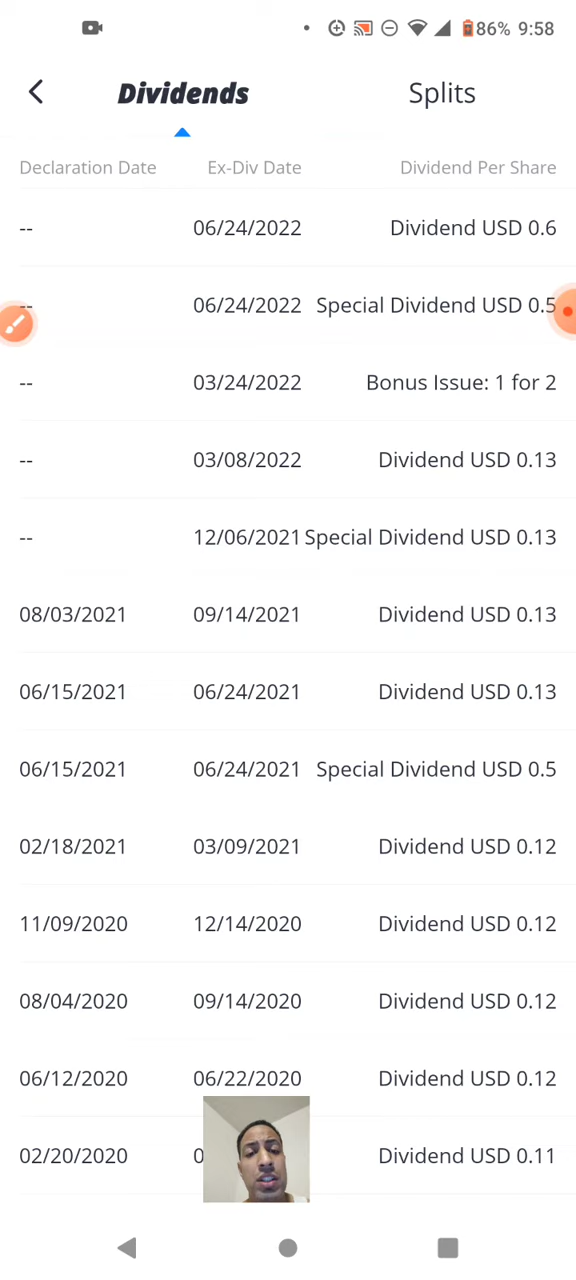 86% 9:58
Dividends Splits
Declaration Date Ex-Div Date Dividend Per Share
-- 06/24/2022 Dividend USD 0.6
-- 06/24/2022 Special Dividend USD 0.5
-- 03/24/2022 Bonus Issue: 1 for 2
-- 03/08/2022 Dividend USD 0.13
-- 12/06/2021 Special Dividend USD 0.13
08/03/2021 09/14/2021 Dividend USD 0.13
06/15/2021 06/24/2021 Dividend USD 0.13
06/15/2021 06/24/2021 Special Dividend USD 0.5
02/18/2021 03/09/2021 Dividend USD 0.12
11/09/2020 12/14/2020 Dividend USD 0.12
08/04/2020 09/14/2020 Dividend USD 0.12
06/12/2020 06/22/2020 Dividend USD 0.12
02/20/2020 Dividend USD 0.11